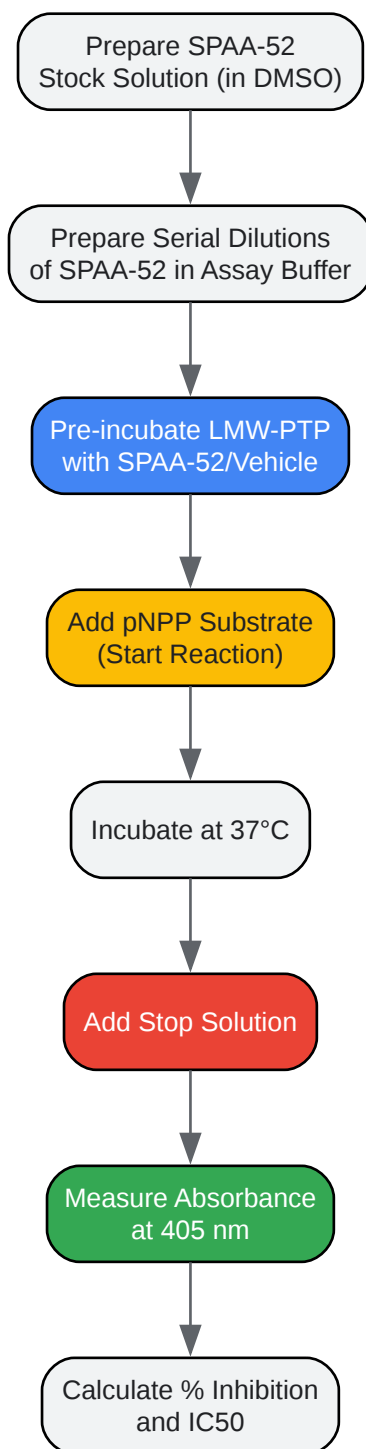 Prepare SPAA-52
Stock Solution (in DMSO)
Prepare Serial Dilutions
of SPAA-52 in Assay Buffer
Pre-incubate LMW-PTP
with SPAA-52/Vehicle
Add pNPP Substrate
(Start Reaction)
Incubate at 37°C
Add Stop Solution
Measure Absorbance
at 405 nm
Calculate % Inhibition
and IC50